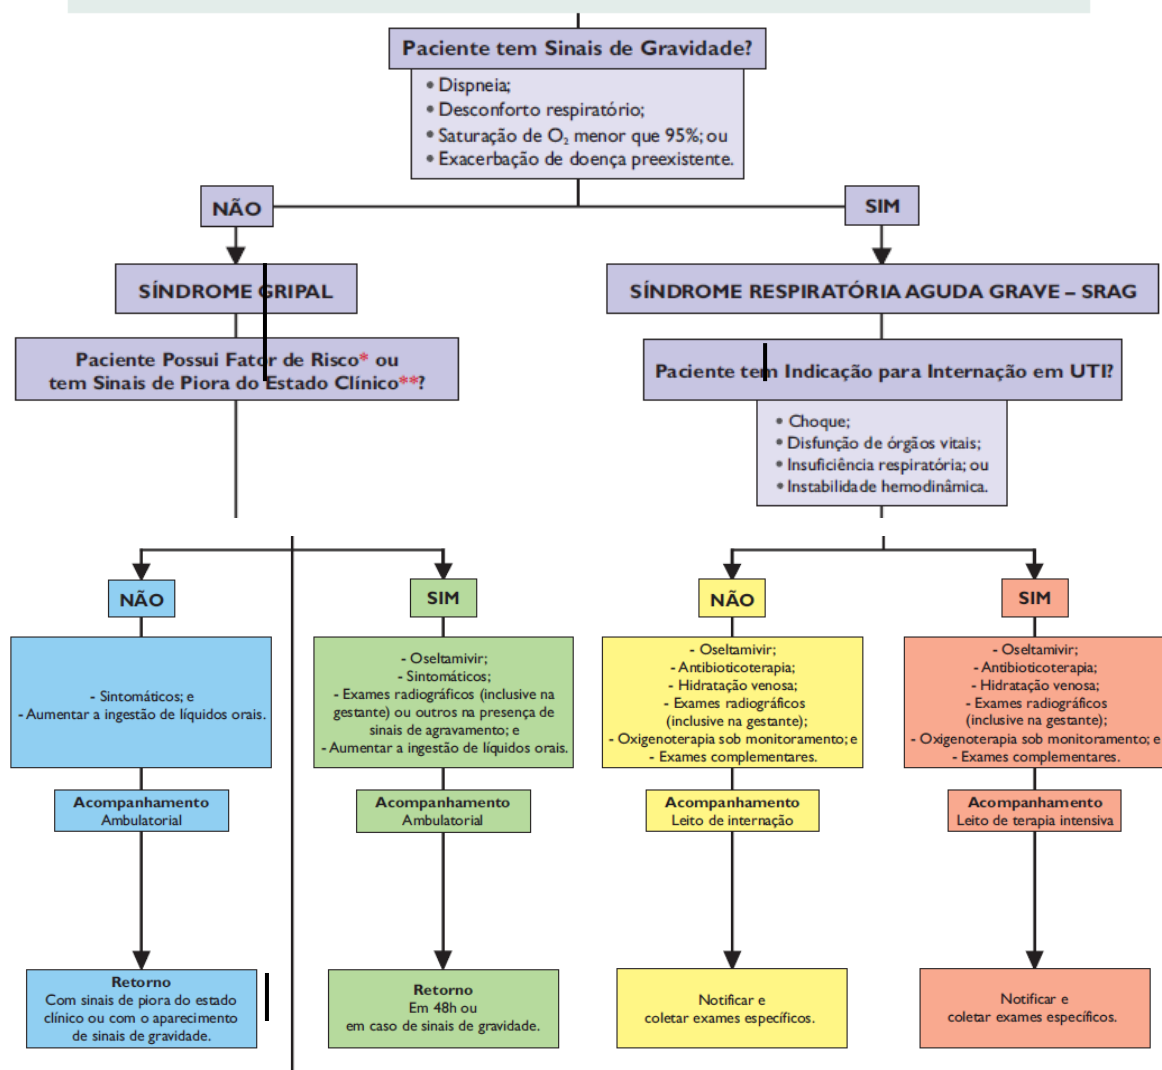 Paciente tem Sinais de Gravidade?
• Dispneia;
• Desconforto respiratório;
• Saturação de O₂ menor que 95%; ou
• Exacerbação de doença preexistente.
NÃO
SIM
SÍNDROME GRIPAL
SÍNDROME RESPIRATÓRIA AGUDA GRAVE – SRAG
Paciente Possui Fator de Risco* ou
tem Sinais de Piora do Estado Clínico**?
Paciente tem Indicação para Internação em UTI?
• Choque;
• Disfunção de órgãos vitais;
• Insuficiência respiratória; ou
• Instabilidade hemodinâmica.
NÃO
- Sintomáticos; e
- Aumentar a ingestão de líquidos orais.
Acompanhamento
Ambulatorial
Retorno
Com sinais de piora do estado
clínico ou com o aparecimento
de sinais de gravidade.
SIM
- Oseltamivir;
- Sintomáticos;
- Exames radiográficos (inclusive na
gestante) ou outros na presença de
sinais de agravamento; e
- Aumentar a ingestão de líquidos orais.
Acompanhamento
Ambulatorial
Retorno
Em 48h ou
em caso de sinais de gravidade.
NÃO
- Oseltamivir;
- Antibioticoterapia;
- Hidratação venosa;
- Exames radiográficos
(inclusive na gestante);
- Oxigenoterapia sob monitoramento; e
- Exames complementares.
Acompanhamento
Leito de internação
Notificar e
coletar exames específicos.
SIM
- Oseltamivir;
- Antibioticoterapia;
- Hidratação venosa;
- Exames radiográficos
(inclusive na gestante);
- Oxigenoterapia sob monitoramento; e
- Exames complementares.
Acompanhamento
Leito de terapia intensiva
Notificar e
coletar exames específicos.